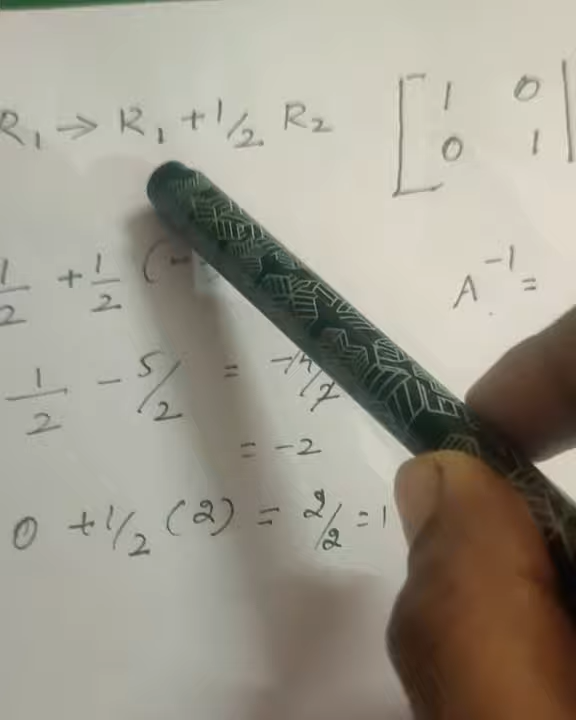 R₁ → R₁ + 1/2 R₂
[ 1 0
0 1
1/2 + 1/2 (-
A⁻¹ =
1/2 - 5/2 =
= -2
0 + 1/2 (2) = 2/2 = 1